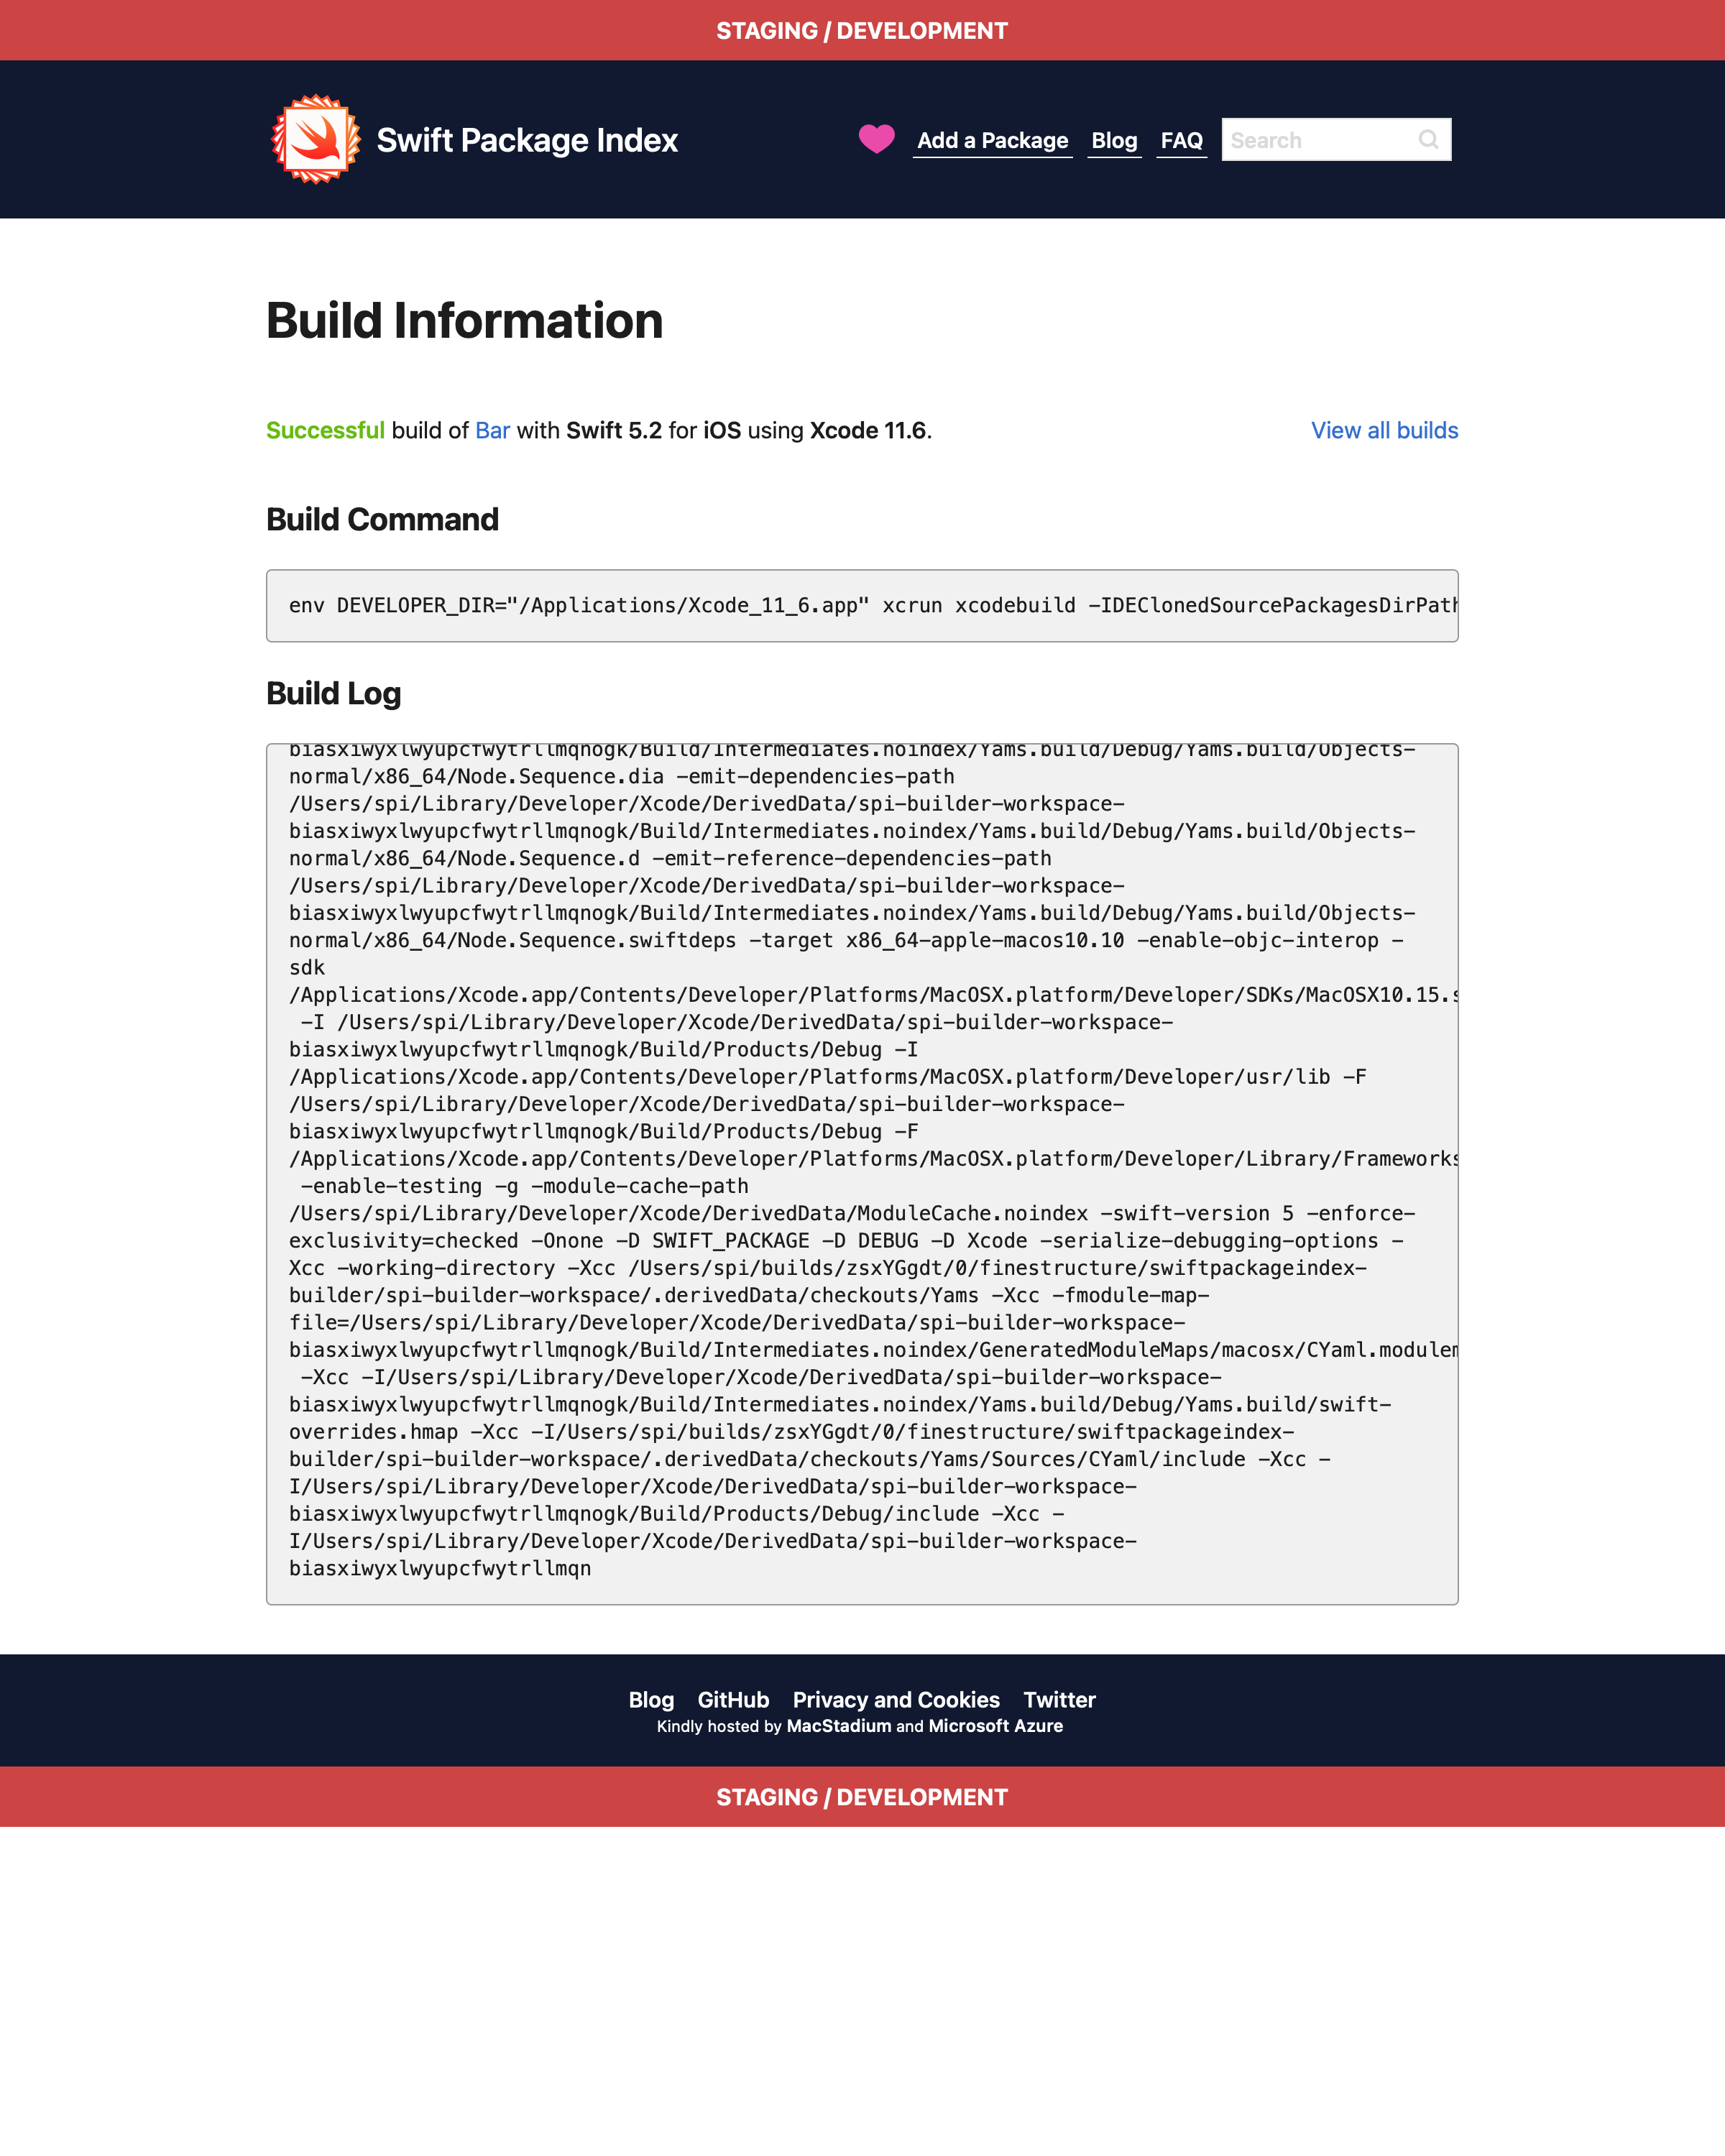 STAGING / DEVELOPMENT
Swift Package Index
Add a Package
Blog
FAQ
Search
Build Information
Successful build of Bar with Swift 5.2 for iOS using Xcode 11.6.
View all builds
Build Command
env DEVELOPER_DIR="/Applications/Xcode_11_6.app" xcrun xcodebuild -IDEClonedSourcePackagesDirPath
Build Log
biasxiwyxlwyupcfwytrllmqnogk/Build/Intermediates.noindex/Yams.build/Debug/Yams.build/Objects-
normal/x86_64/Node.Sequence.dia -emit-dependencies-path
/Users/spi/Library/Developer/Xcode/DerivedData/spi-builder-workspace-
biasxiwyxlwyupcfwytrllmqnogk/Build/Intermediates.noindex/Yams.build/Debug/Yams.build/Objects-
normal/x86_64/Node.Sequence.d -emit-reference-dependencies-path
/Users/spi/Library/Developer/Xcode/DerivedData/spi-builder-workspace-
biasxiwyxlwyupcfwytrllmqnogk/Build/Intermediates.noindex/Yams.build/Debug/Yams.build/Objects-
normal/x86_64/Node.Sequence.swiftdeps -target x86_64-apple-macos10.10 -enable-objc-interop -
sdk
/Applications/Xcode.app/Contents/Developer/Platforms/MacOSX.platform/Developer/SDKs/MacOSX10.15.s
-I /Users/spi/Library/Developer/Xcode/DerivedData/spi-builder-workspace-
biasxiwyxlwyupcfwytrllmqnogk/Build/Products/Debug -I
/Applications/Xcode.app/Contents/Developer/Platforms/MacOSX.platform/Developer/usr/lib -F
/Users/spi/Library/Developer/Xcode/DerivedData/spi-builder-workspace-
biasxiwyxlwyupcfwytrllmqnogk/Build/Products/Debug -F
/Applications/Xcode.app/Contents/Developer/Platforms/MacOSX.platform/Developer/Library/Frameworks
-enable-testing -g -module-cache-path
/Users/spi/Library/Developer/Xcode/DerivedData/ModuleCache.noindex -swift-version 5 -enforce-
exclusivity=checked -Onone -D SWIFT_PACKAGE -D DEBUG -D Xcode -serialize-debugging-options -
Xcc -working-directory -Xcc /Users/spi/builds/zsxYGgdt/0/finestructure/swiftpackageindex-
builder/spi-builder-workspace/.derivedData/checkouts/Yams -Xcc -fmodule-map-
file=/Users/spi/Library/Developer/Xcode/DerivedData/spi-builder-workspace-
biasxiwyxlwyupcfwytrllmqnogk/Build/Intermediates.noindex/GeneratedModuleMaps/macosx/CYaml.modulem
-Xcc -I/Users/spi/Library/Developer/Xcode/DerivedData/spi-builder-workspace-
biasxiwyxlwyupcfwytrllmqnogk/Build/Intermediates.noindex/Yams.build/Debug/Yams.build/swift-
overrides.hmap -Xcc -I/Users/spi/builds/zsxYGgdt/0/finestructure/swiftpackageindex-
builder/spi-builder-workspace/.derivedData/checkouts/Yams/Sources/CYaml/include -Xcc -
I/Users/spi/Library/Developer/Xcode/DerivedData/spi-builder-workspace-
biasxiwyxlwyupcfwytrllmqnogk/Build/Products/Debug/include -Xcc -
I/Users/spi/Library/Developer/Xcode/DerivedData/spi-builder-workspace-
biasxiwyxlwyupcfwytrllmqn
Blog GitHub Privacy and Cookies Twitter
Kindly hosted by MacStadium and Microsoft Azure
STAGING / DEVELOPMENT